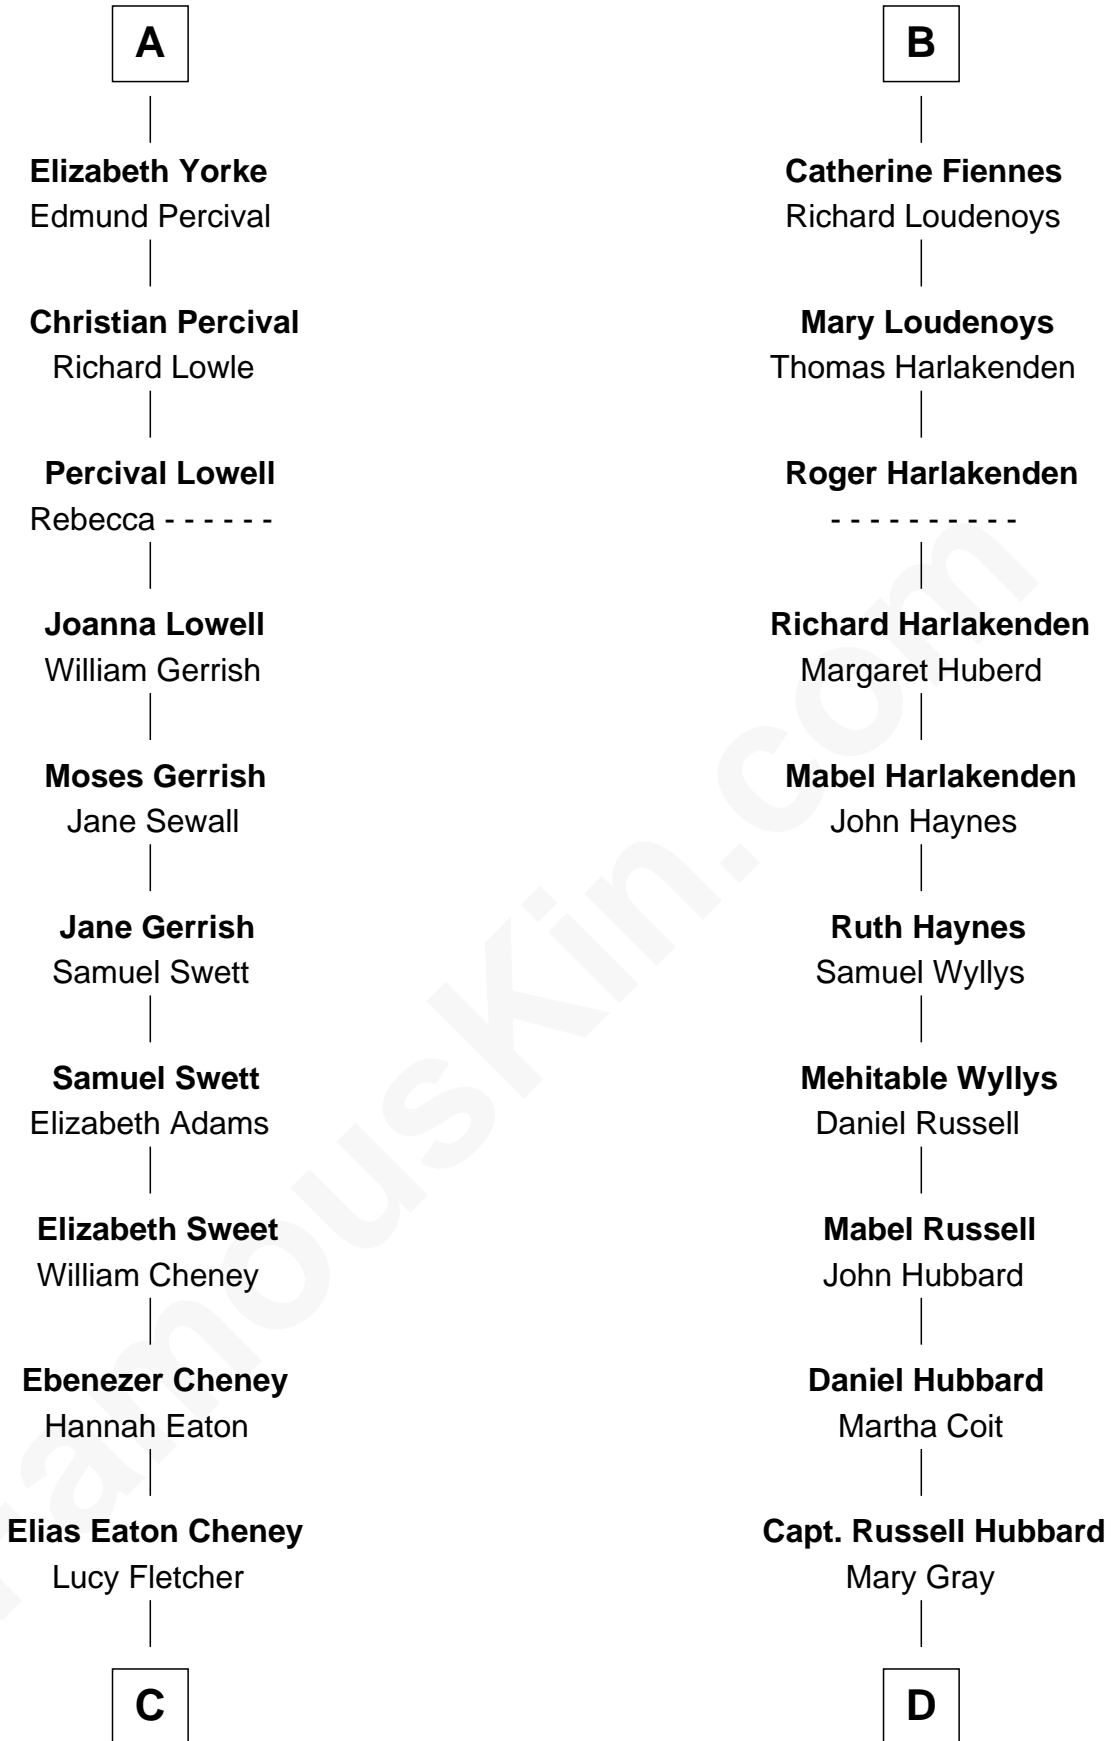 A
Elizabeth Yorke
Edmund Percival
Christian Percival
Richard Lowle
Percival Lowell
Rebecca - - - - - -
Joanna Lowell
William Gerrish
Moses Gerrish
Jane Sewall
Jane Gerrish
Samuel Swett
Samuel Swett
Elizabeth Adams
Elizabeth Sweet
William Cheney
Ebenezer Cheney
Hannah Eaton
Elias Eaton Cheney
Lucy Fletcher
C
B
Catherine Fiennes
Richard Loudenoys
Mary Loudenoys
Thomas Harlakenden
Roger Harlakenden
- - - - - - - - - -
Richard Harlakenden
Margaret Huberd
Mabel Harlakenden
John Haynes
Ruth Haynes
Samuel Wyllys
Mehitable Wyllys
Daniel Russell
Mabel Russell
John Hubbard
Daniel Hubbard
Martha Coit
Capt. Russell Hubbard
Mary Gray
D
FamousKin.com